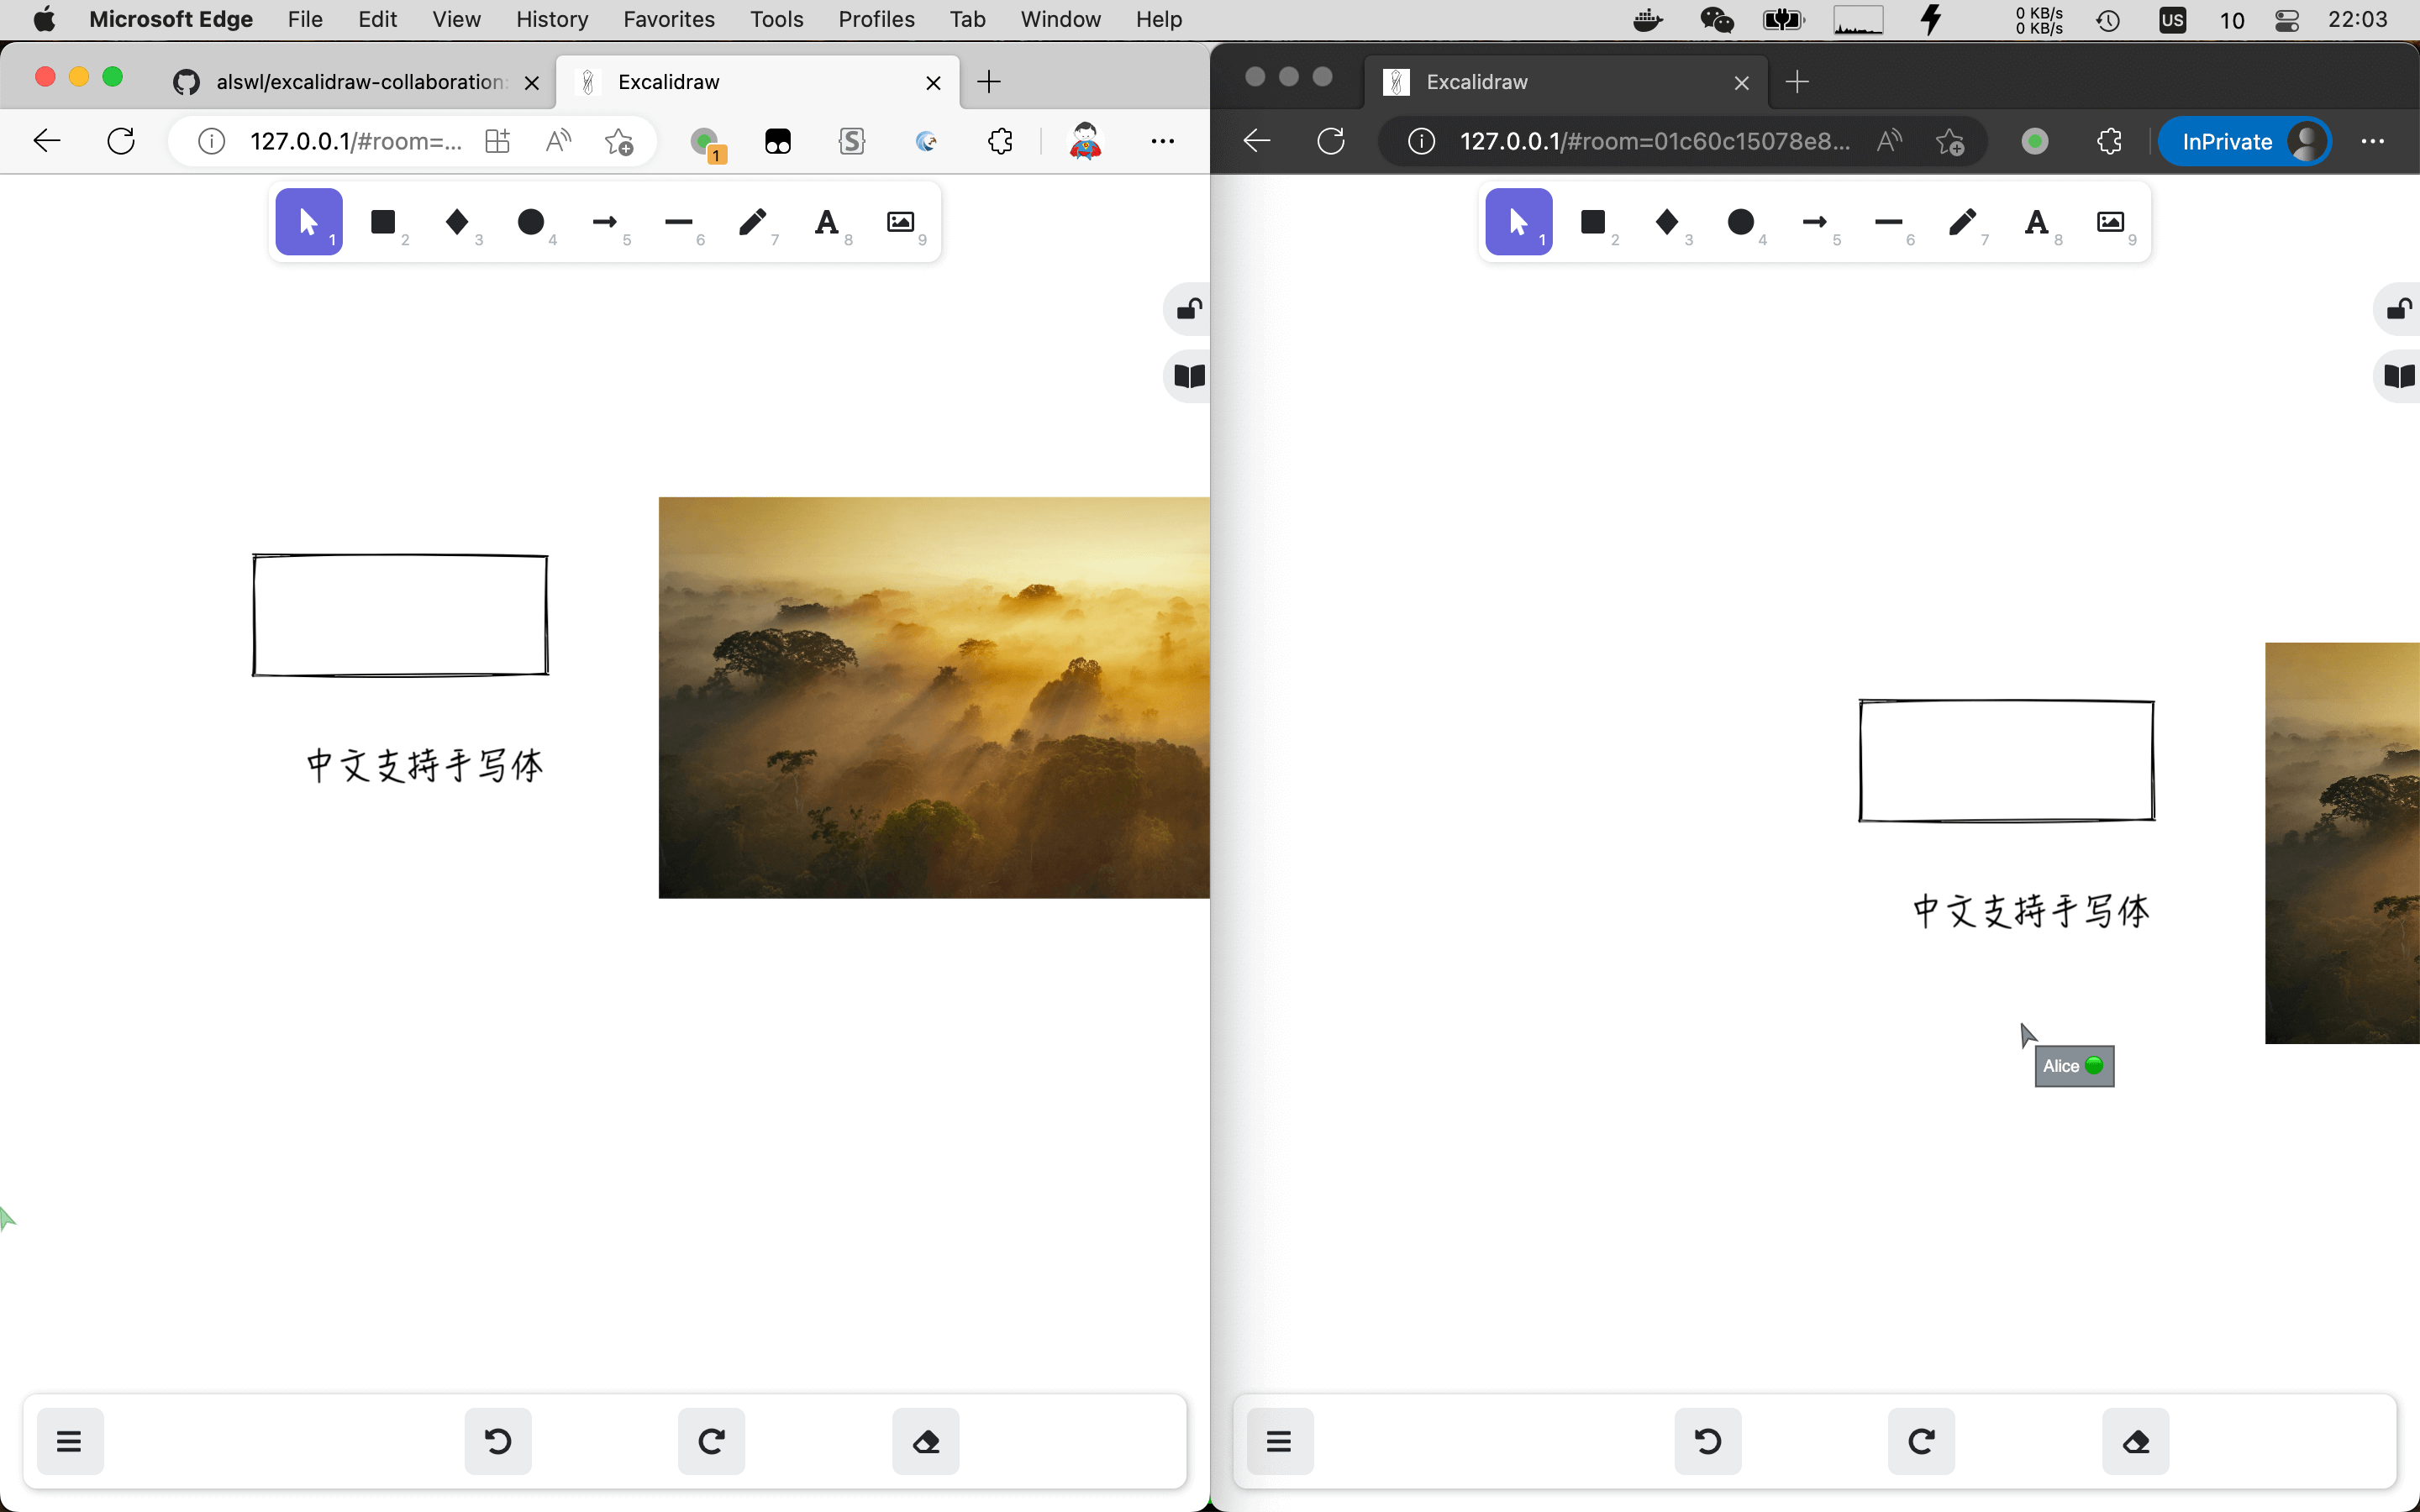 Microsoft Edge File Edit View History Favorites Tools Profiles Tab Window Help
0 KB/s
0 KB/s
US
10
22:03
alswl/excalidraw-collaboration
Excalidraw
127.0.0.1/#room=...
1
1 2 3 4 5 6 7 A 8 9
中文支持手写体
Excalidraw
127.0.0.1/#room=01c60c15078e8...
InPrivate
1 2 3 4 5 6 7 A 8 9
中文支持手写体
Alice